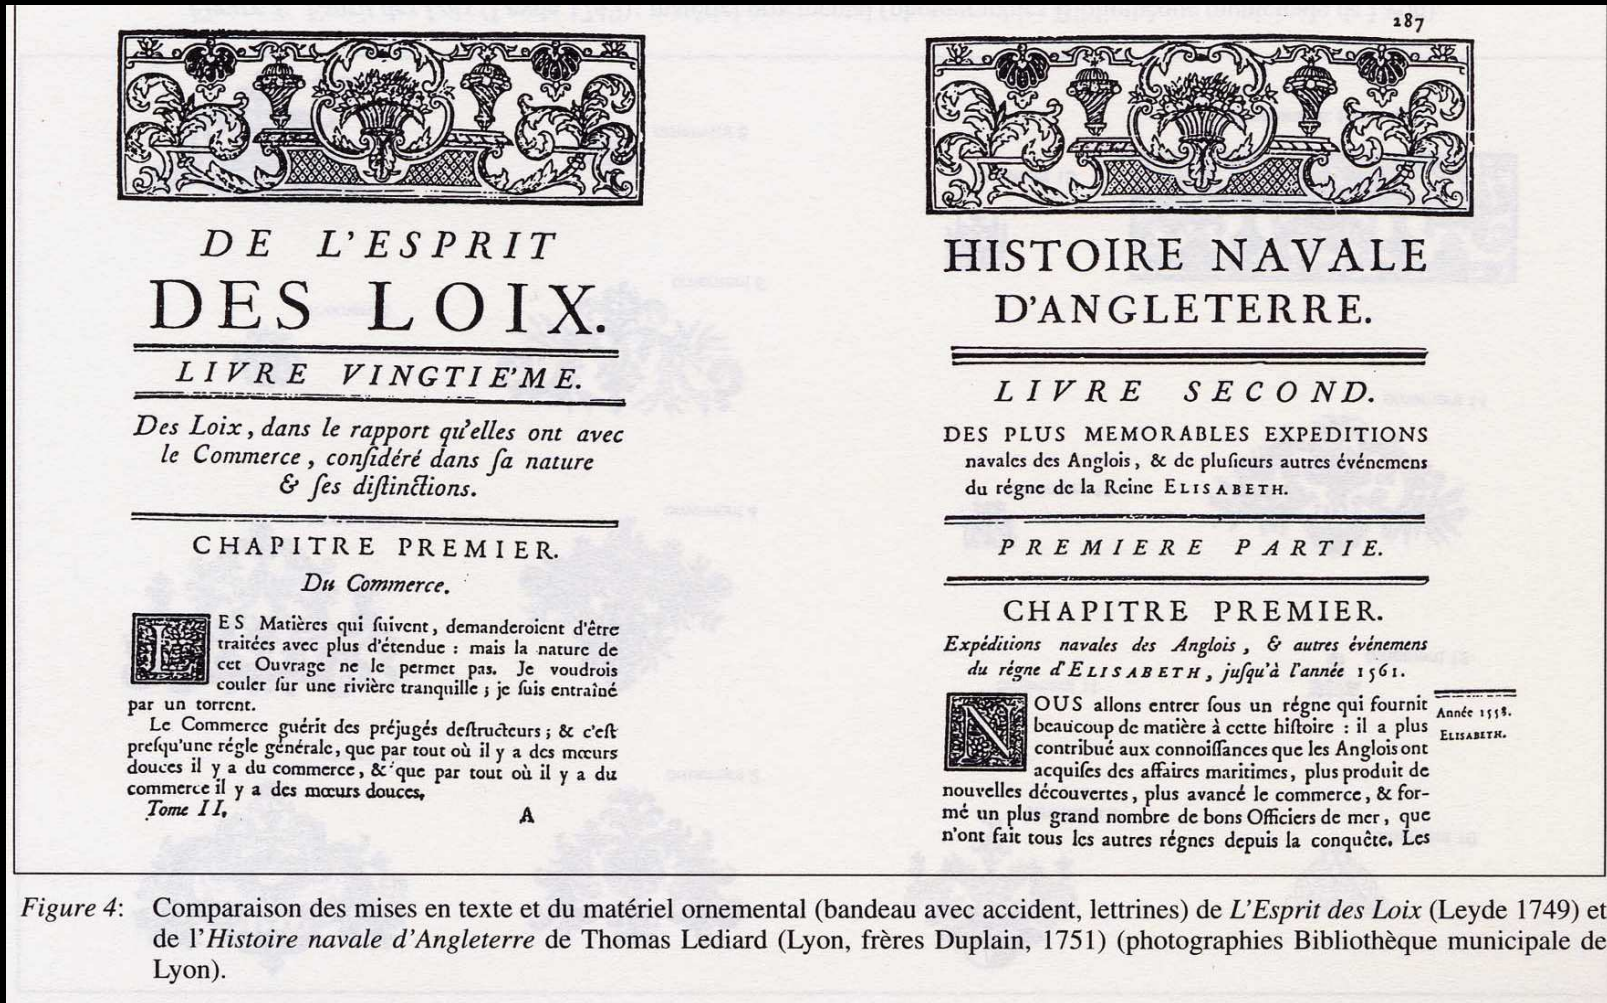 DE L'ESPRIT
DES LOIX.
LIVRE VINGTIE'ME.
Des Loix, dans le rapport qu'elles ont avec
le Commerce, conſidéré dans ſa nature
& ſes diſtinctions.
CHAPITRE PREMIER.
Du Commerce.
LES Matières qui ſuivent, demanderoient d'être
traitées avec plus d'étendue : mais la nature de
cet Ouvrage ne le permet pas. Je voudrois
couler ſur une rivière tranquille ; je ſuis entraîné
par un torrent.
Le Commerce guérit des préjugés deſtructeurs ; & c'eſt
preſqu'une régle générale, que par tout où il y a des mœurs
douces il y a du commerce, & que par tout où il y a du
commerce il y a des mœurs douces,
Tome II,
A
287
HISTOIRE NAVALE
D'ANGLETERRE.
LIVRE SECOND.
DES PLUS MEMORABLES EXPEDITIONS
navales des Anglois, & de pluſieurs autres événemens
du régne de la Reine ELISABETH.
PREMIERE PARTIE.
CHAPITRE PREMIER.
Expéditions navales des Anglois, & autres événemens
du régne d'ELISABETH, juſqu'à l'année 1561.
NOUS allons entrer ſous un régne qui fournit
beaucoup de matière à cette hiſtoire : il a plus
contribué aux connoiſſances que les Anglois ont
acquiſes des affaires maritimes, plus produit de
nouvelles découvertes, plus avancé le commerce, & for-
mé un plus grand nombre de bons Officiers de mer, que
n'ont fait tous les autres régnes depuis la conquête. Les
Année 1558.
ELISABETH.
Figure 4: Comparaison des mises en texte et du matériel ornemental (bandeau avec accident, lettrines) de L'Esprit des Loix (Leyde 1749) et
de l'Histoire navale d'Angleterre de Thomas Lediard (Lyon, frères Duplain, 1751) (photographies Bibliothèque municipale de
Lyon).